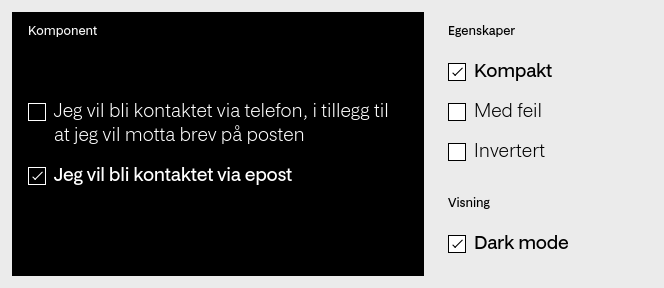 Komponent
Jeg vil bli kontaktet via telefon, i tillegg til
at jeg vil motta brev på posten
Jeg vil bli kontaktet via epost
Egenskaper
Kompakt
Med feil
Invertert
Visning
Dark mode